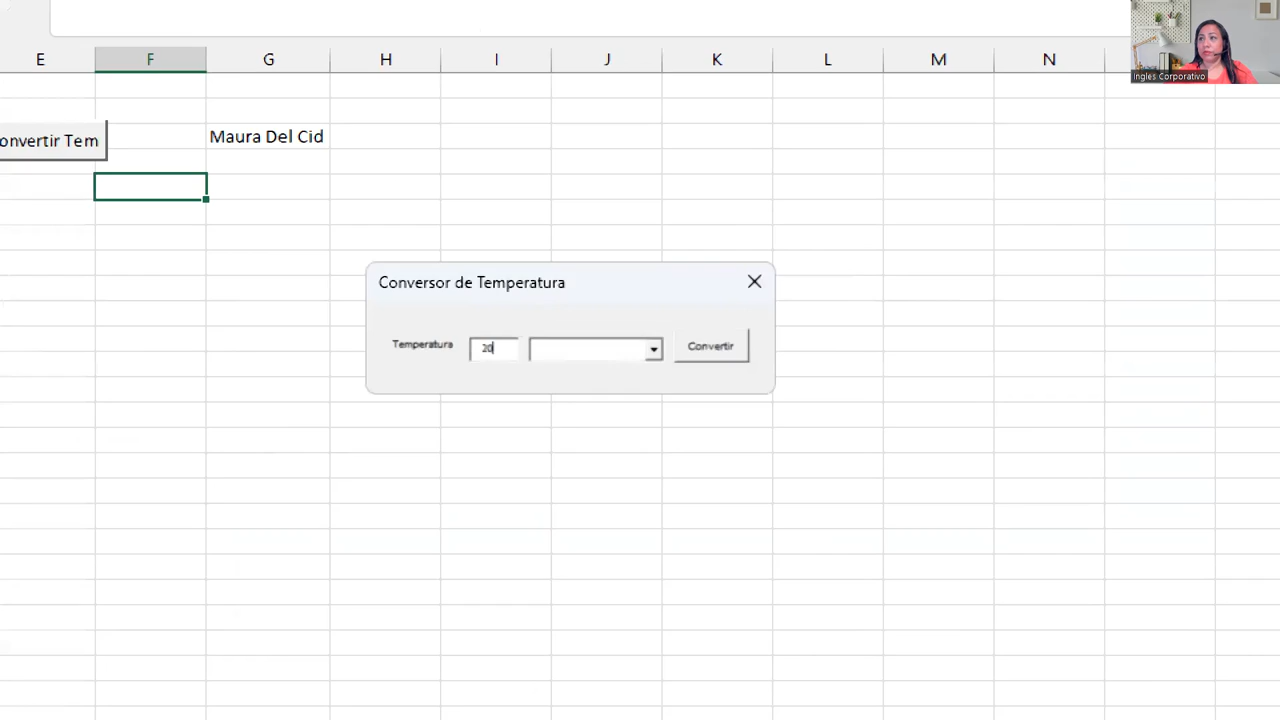 E F G H I J K L M N
Ingles Corporativo
onvertir Tem
Maura Del Cid
Conversor de Temperatura
Temperatura 20 Convertir